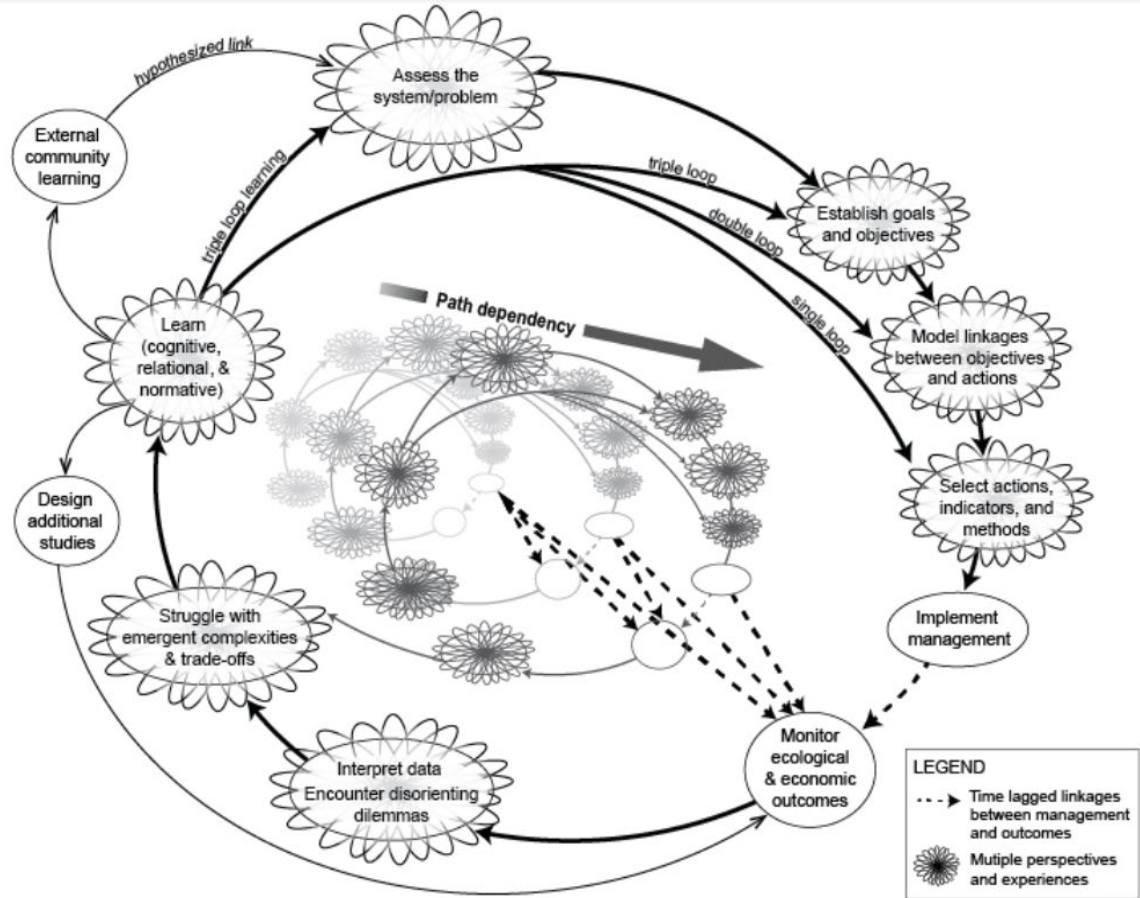 hypothesized link
Assess the
system/problem
External
community
learning
triple loop learning
triple loop
double loop
single loop
Establish goals
and objectives
Learn
(cognitive,
relational, &
normative)
Path dependency
Model linkages
between objectives
and actions
Design
additional
studies
Select actions,
indicators, and
methods
Struggle with
emergent complexities
& trade-offs
Implement
management
Monitor
ecological
& economic
outcomes
Interpret data
Encounter disorienting
dilemmas
LEGEND
Time lagged linkages
between management
and outcomes
Mutiple perspectives
and experiences